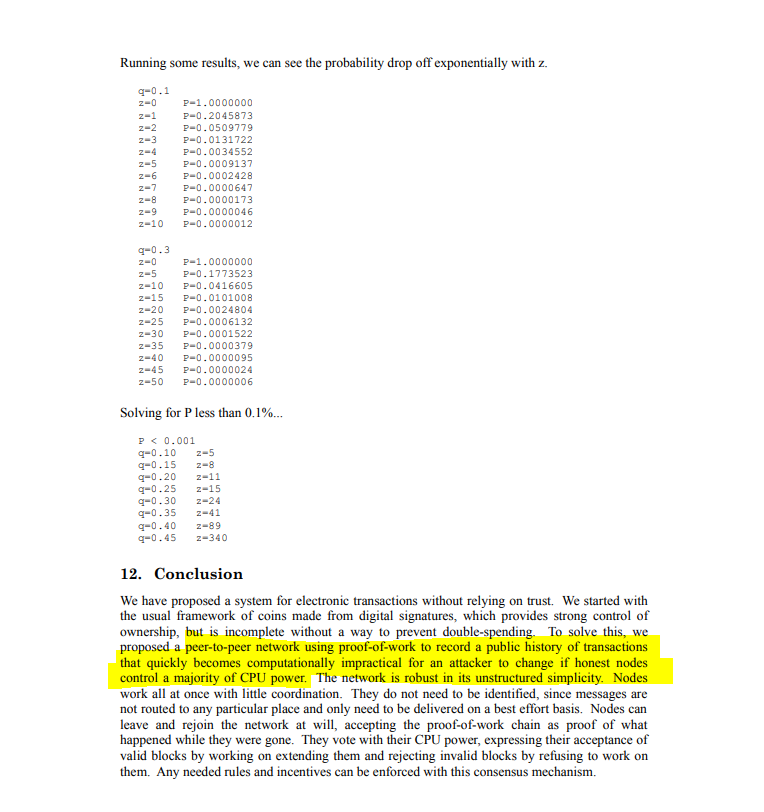 Running some results, we can see the probability drop off exponentially with z.
q=0.1
z=0 P=1.0000000
z=1 P=0.2045873
z=2 P=0.0509779
z=3 P=0.0131722
z=4 P=0.0034552
z=5 P=0.0009137
z=6 P=0.0002428
z=7 P=0.0000647
z=8 P=0.0000173
z=9 P=0.0000046
z=10 P=0.0000012
q=0.3
z=0 P=1.0000000
z=5 P=0.1773523
z=10 P=0.0416605
z=15 P=0.0101008
z=20 P=0.0024804
z=25 P=0.0006132
z=30 P=0.0001522
z=35 P=0.0000379
z=40 P=0.0000095
z=45 P=0.0000024
z=50 P=0.0000006
Solving for P less than 0.1%...
P < 0.001
q=0.10 z=5
q=0.15 z=8
q=0.20 z=11
q=0.25 z=15
q=0.30 z=24
q=0.35 z=41
q=0.40 z=89
q=0.45 z=340
12. Conclusion
We have proposed a system for electronic transactions without relying on trust. We started with
the usual framework of coins made from digital signatures, which provides strong control of
ownership, but is incomplete without a way to prevent double-spending. To solve this, we
proposed a peer-to-peer network using proof-of-work to record a public history of transactions
that quickly becomes computationally impractical for an attacker to change if honest nodes
control a majority of CPU power. The network is robust in its unstructured simplicity. Nodes
work all at once with little coordination. They do not need to be identified, since messages are
not routed to any particular place and only need to be delivered on a best effort basis. Nodes can
leave and rejoin the network at will, accepting the proof-of-work chain as proof of what
happened while they were gone. They vote with their CPU power, expressing their acceptance of
valid blocks by working on extending them and rejecting invalid blocks by refusing to work on
them. Any needed rules and incentives can be enforced with this consensus mechanism.